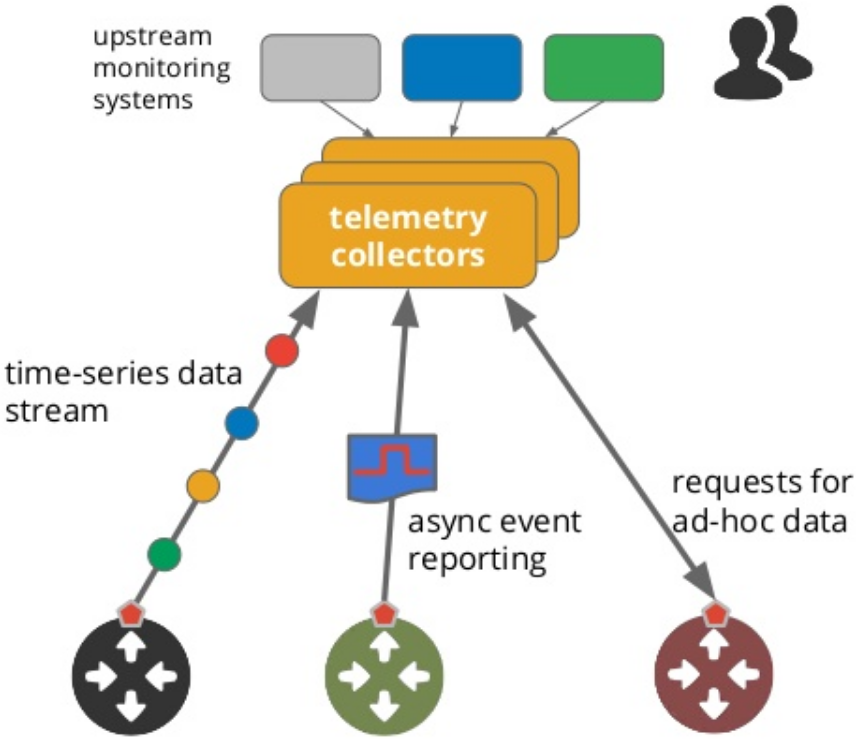 upstream
monitoring
systems
telemetry
collectors
time-series data
stream
async event
reporting
requests for
ad-hoc data